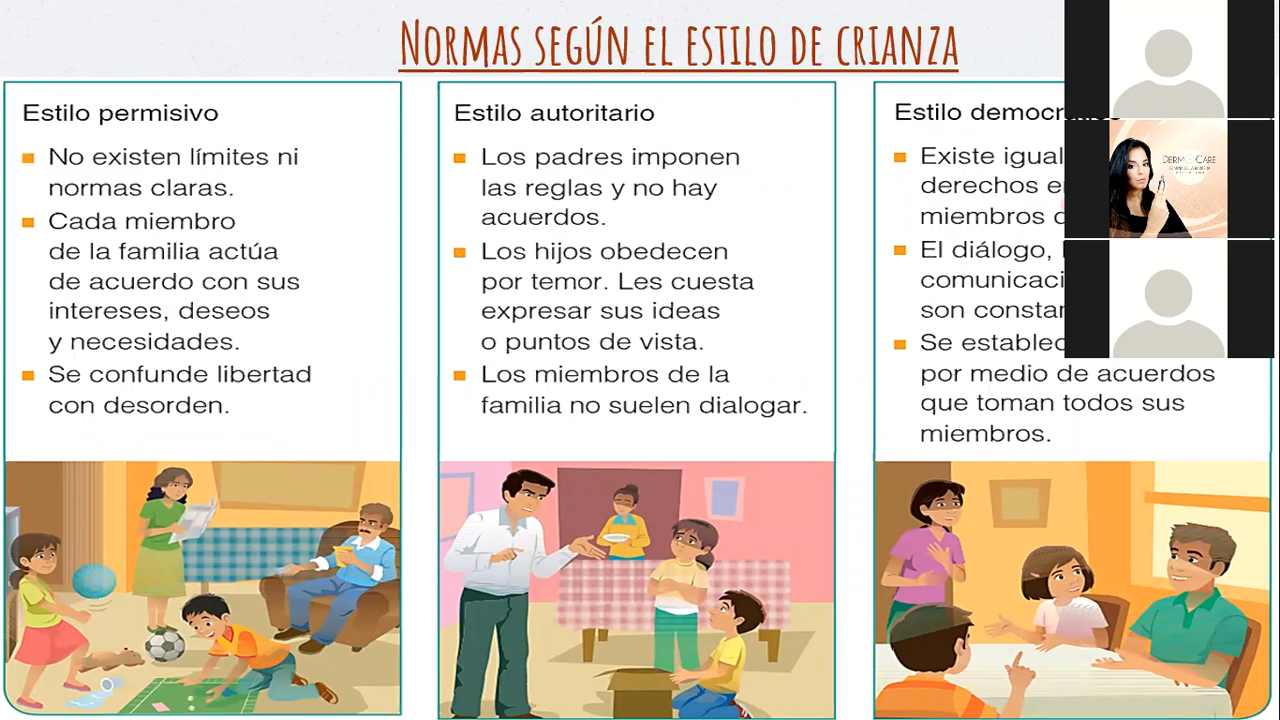 NORMAS SEGÚN EL ESTILO DE CRIANZA
Estilo permisivo
No existen límites ni
normas claras.
Cada miembro
de la familia actúa
de acuerdo con sus
intereses, deseos
y necesidades.
Se confunde libertad
con desorden.
Estilo autoritario
Los padres imponen
las reglas y no hay
acuerdos.
Los hijos obedecen
por temor. Les cuesta
expresar sus ideas
o puntos de vista.
Los miembros de la
familia no suelen dialogar.
Estilo
Existe
derechos
miembros
El diálogo,
son
Se
por medio de acuerdos
que toman todos sus
miembros.
CARE